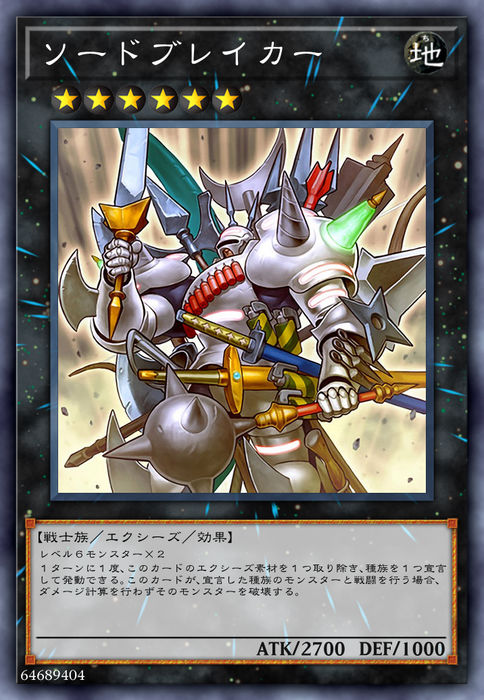 ソードブレイカー
ち
地
【戦士族/エクシーズ/効果】
レベル6モンスター×2
1ターンに1度、このカードのエクシーズ素材を1つ取り除き、種族を1つ宣言
して発動できる。このカードが、宣言した種族のモンスターと戦闘を行う場合、
ダメージ計算を行わずそのモンスターを破壊する。
ATK/2700 DEF/1000
64689404